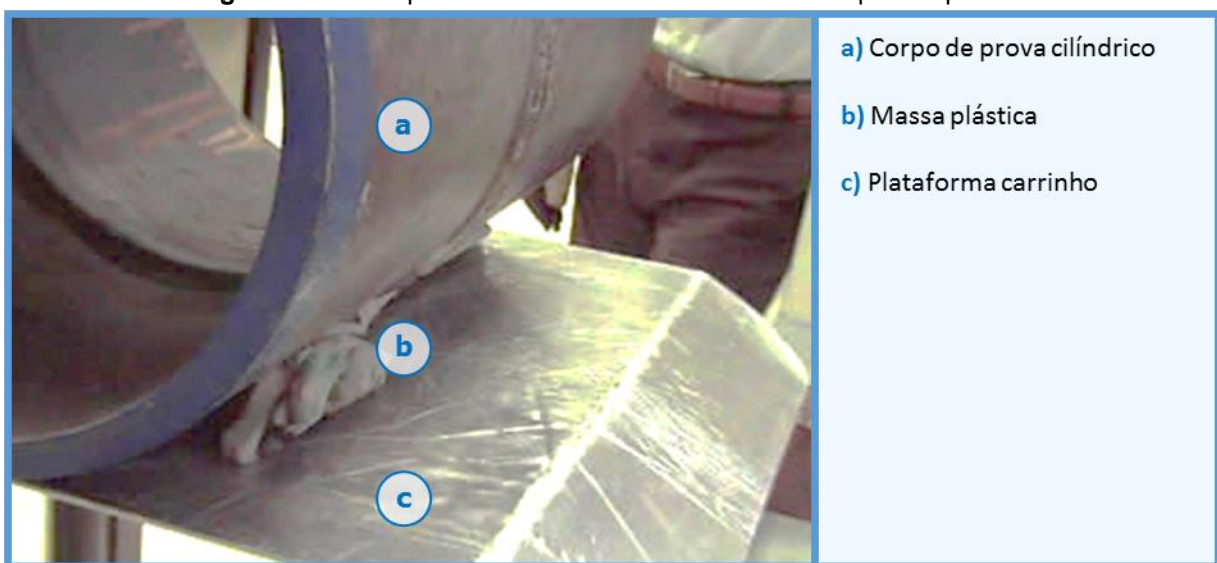 a) Corpo de prova cilíndrico
b) Massa plástica
c) Plataforma carrinho
a
b
c